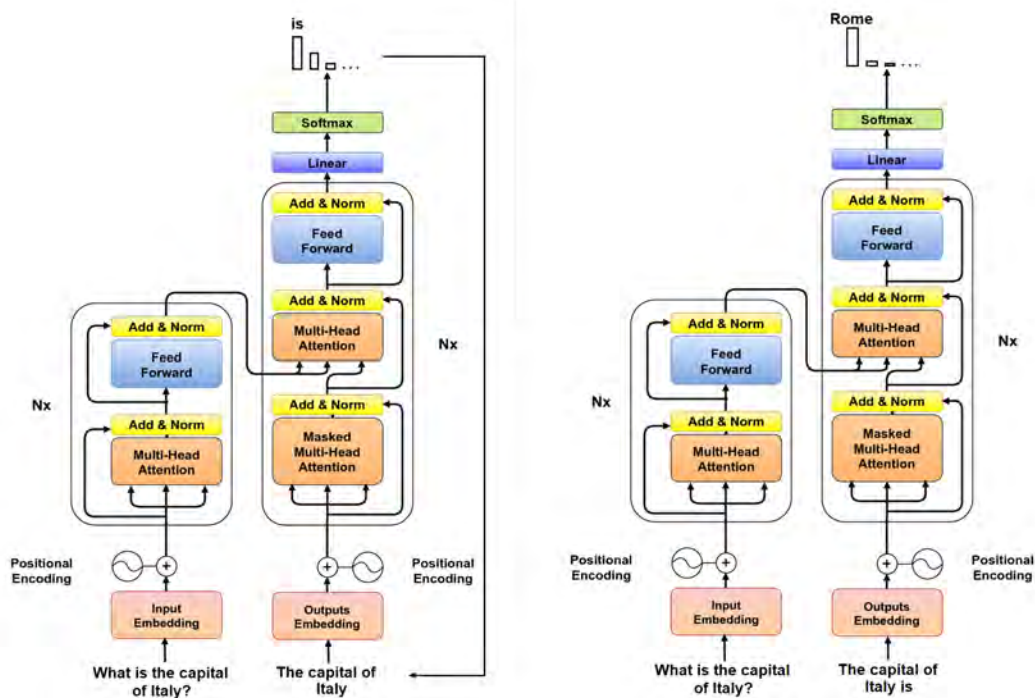 is
. . .
Softmax
Linear
Add & Norm
Feed
Forward
Add & Norm
Multi-Head
Attention
Nx
Add & Norm
Masked
Multi-Head
Attention
Add & Norm
Feed
Forward
Nx
Add & Norm
Multi-Head
Attention
Positional
Encoding
+
+
Positional
Encoding
Input
Embedding
Outputs
Embedding
What is the capital
of Italy?
The capital of
Italy
Rome
....
Softmax
Linear
Add & Norm
Feed
Forward
Add & Norm
Multi-Head
Attention
Nx
Add & Norm
Masked
Multi-Head
Attention
Add & Norm
Feed
Forward
Nx
Add & Norm
Multi-Head
Attention
Positional
Encoding
+
+
Positional
Encoding
Input
Embedding
Outputs
Embedding
What is the capital
of Italy?
The capital of
Italy is